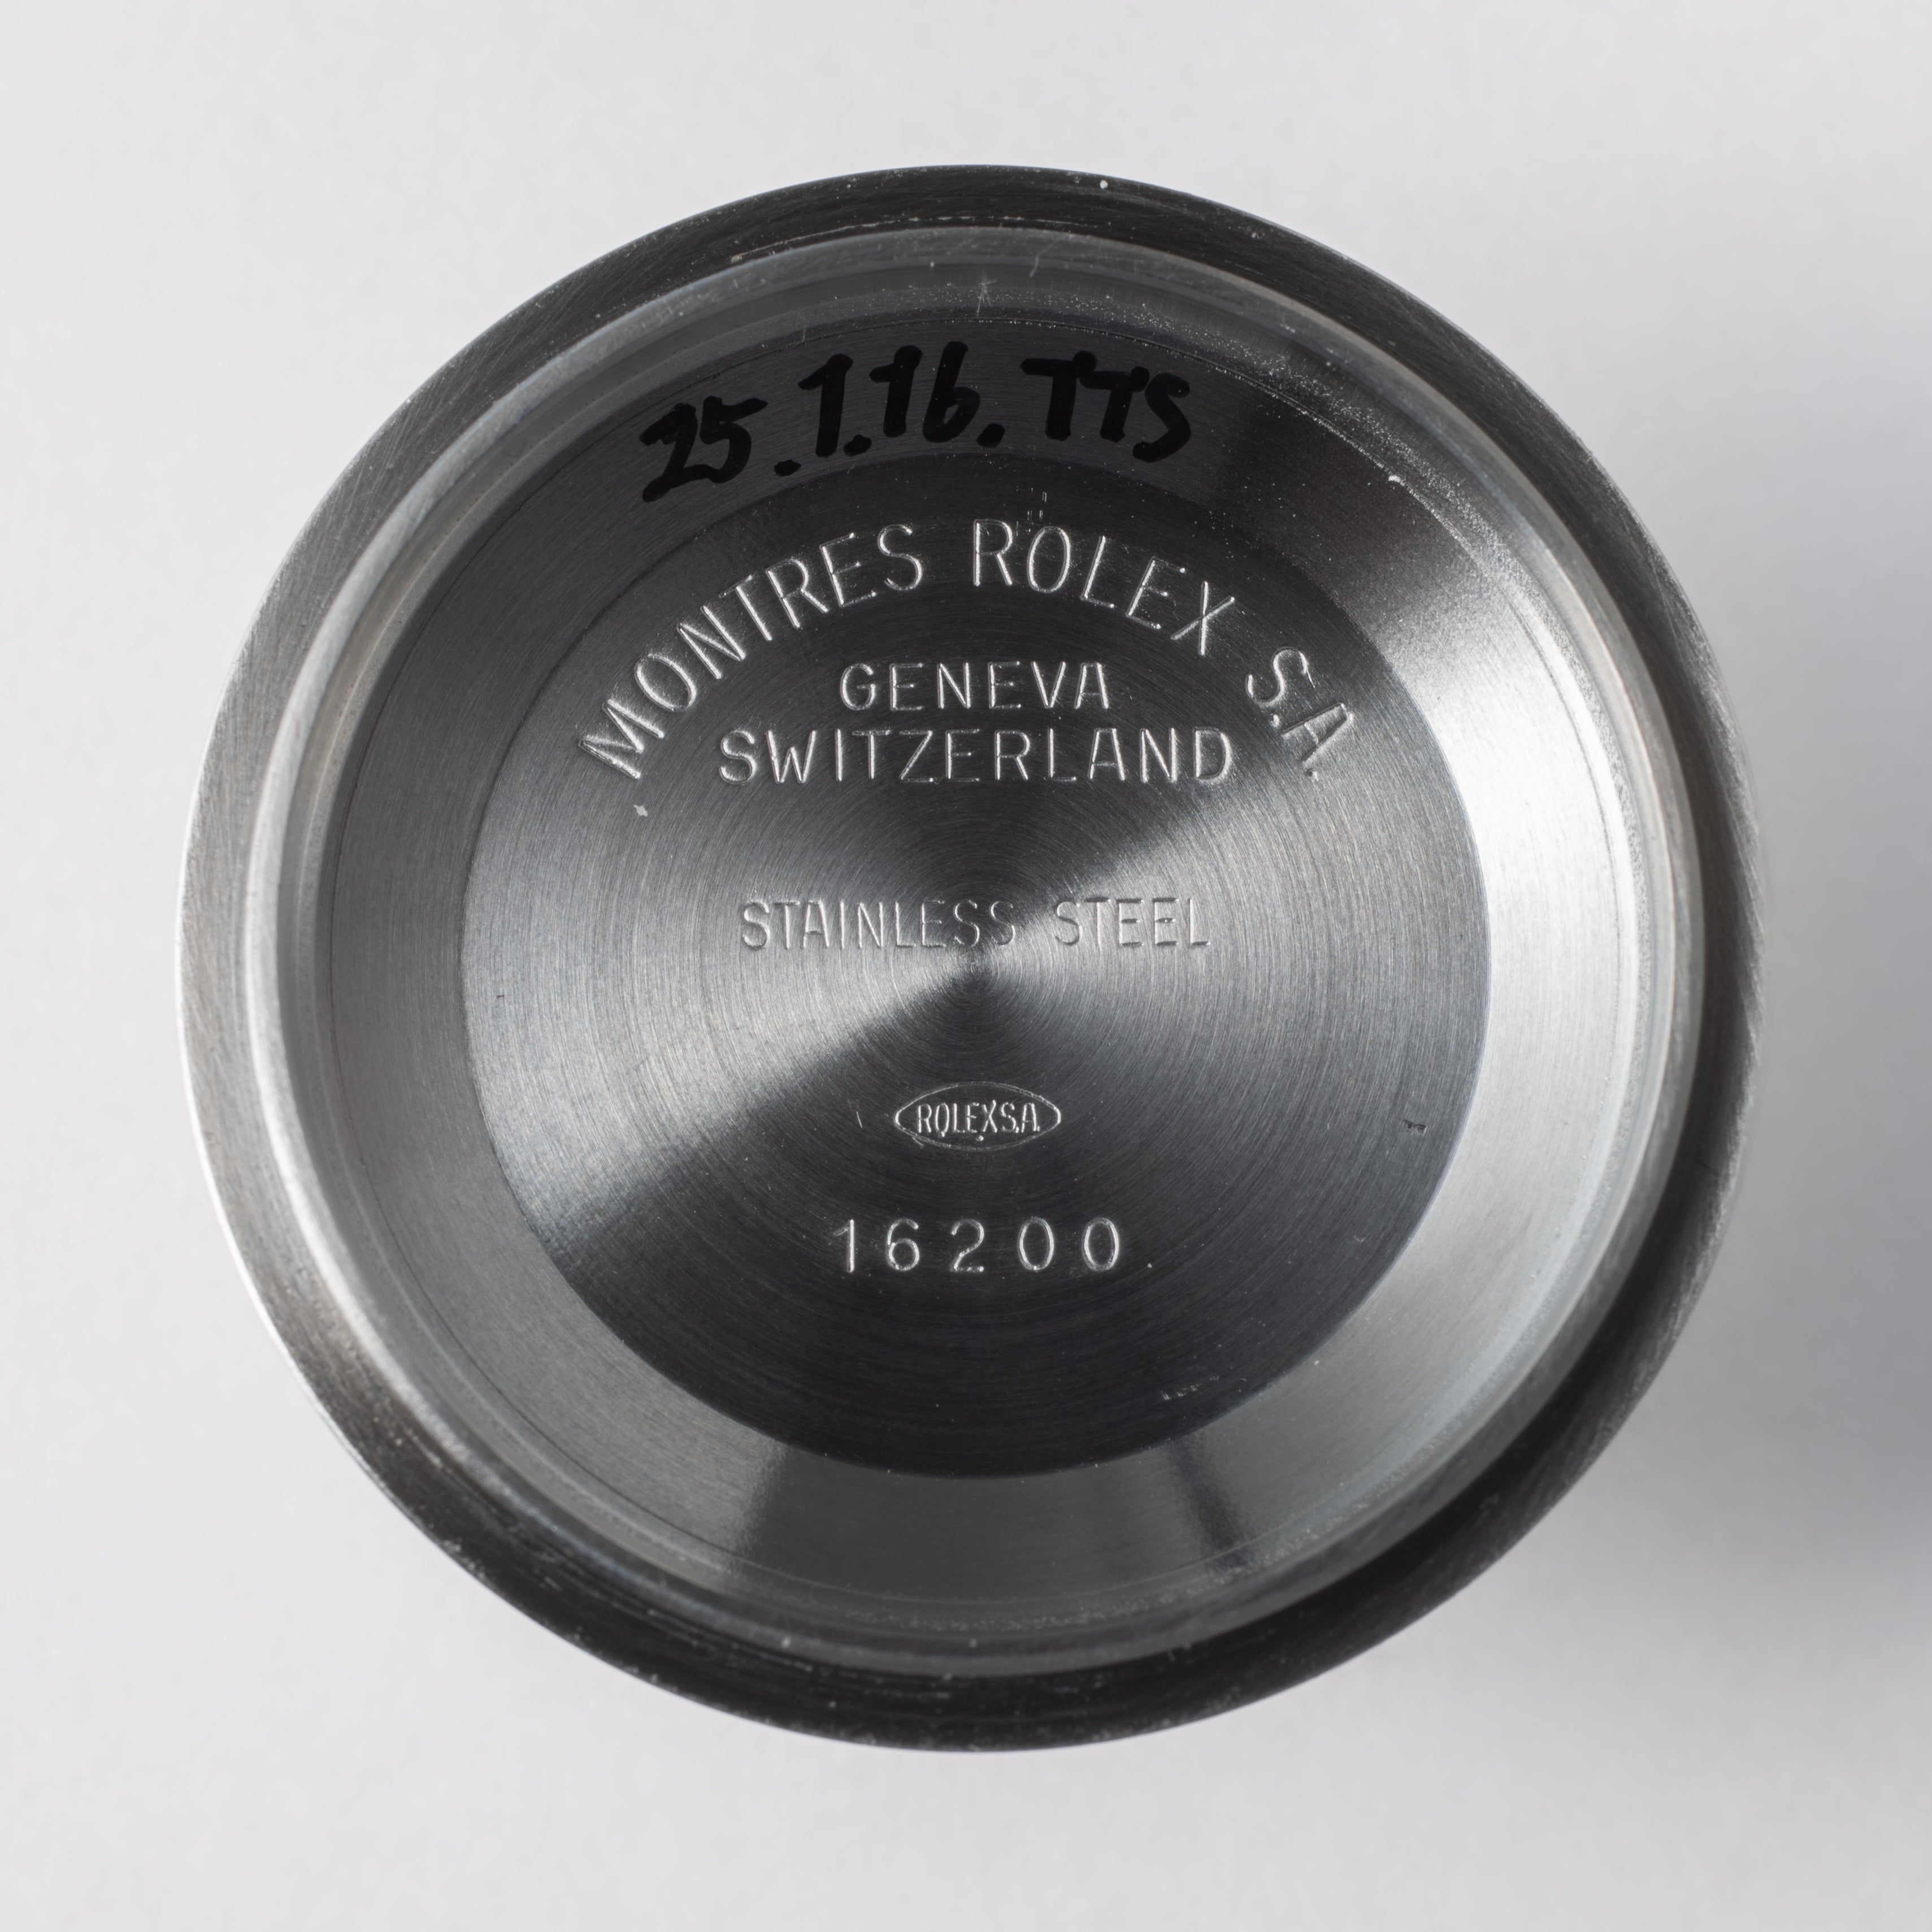 25.1.16. TTS
MONTRES ROLEX S.A.
GENEVA
SWITZERLAND
STAINLESS STEEL
ROLEX S.A.
16200